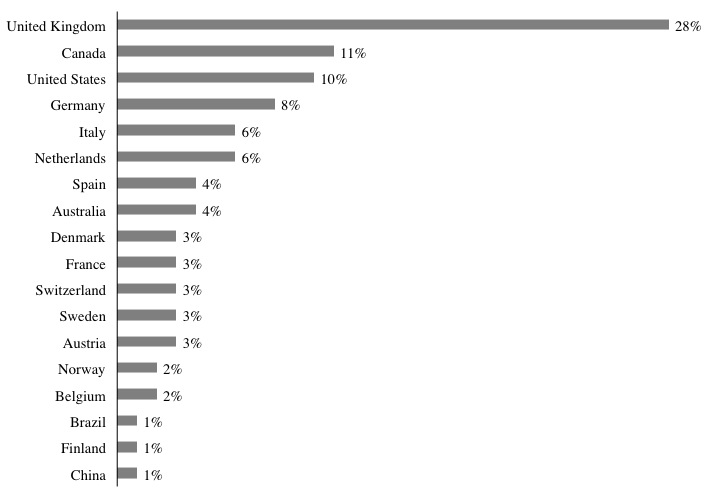 United Kingdom 28%
Canada 11%
United States 10%
Germany 8%
Italy 6%
Netherlands 6%
Spain 4%
Australia 4%
Denmark 3%
France 3%
Switzerland 3%
Sweden 3%
Austria 3%
Norway 2%
Belgium 2%
Brazil 1%
Finland 1%
China 1%